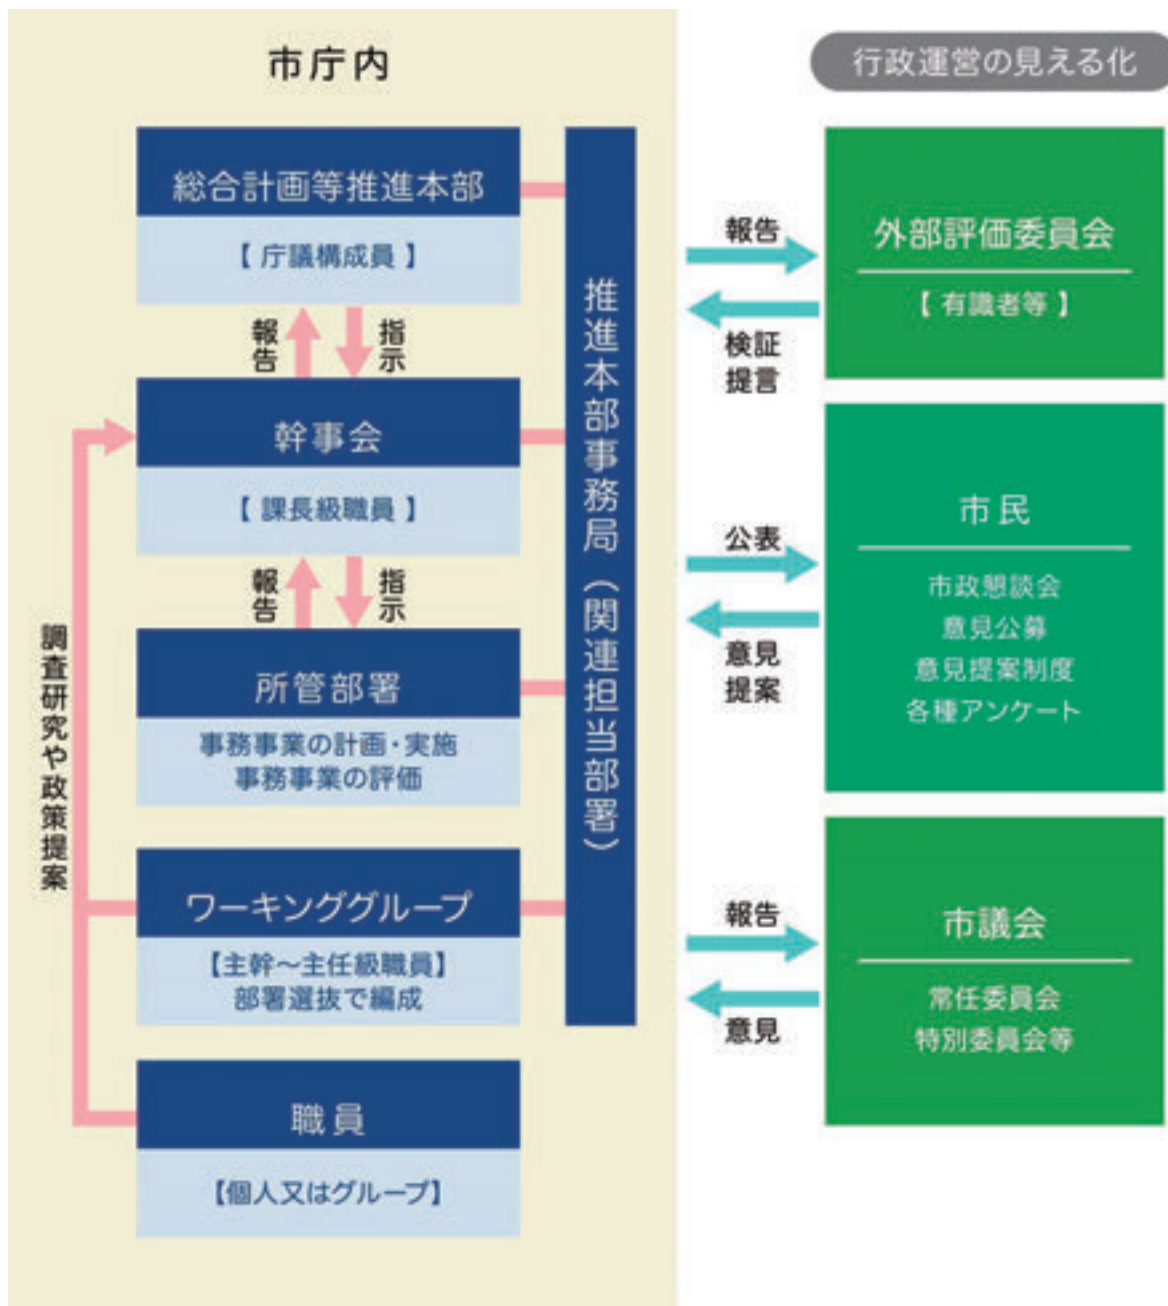 市庁内
総合計画等推進本部
【 庁議構成員 】
報告
指示
幹事会
【 課長級職員 】
報告
指示
所管部署
事務事業の計画・実施
事務事業の評価
ワーキンググループ
【主幹～主任級職員】
部署選抜で編成
職員
【個人又はグループ】
調査研究や政策提案
推進本部事務局（関連担当部署）
行政運営の見える化
報告
検証
提言
外部評価委員会
【 有識者等 】
公表
意見
提案
市民
市政懇談会
意見公募
意見提案制度
各種アンケート
報告
意見
市議会
常任委員会
特別委員会等